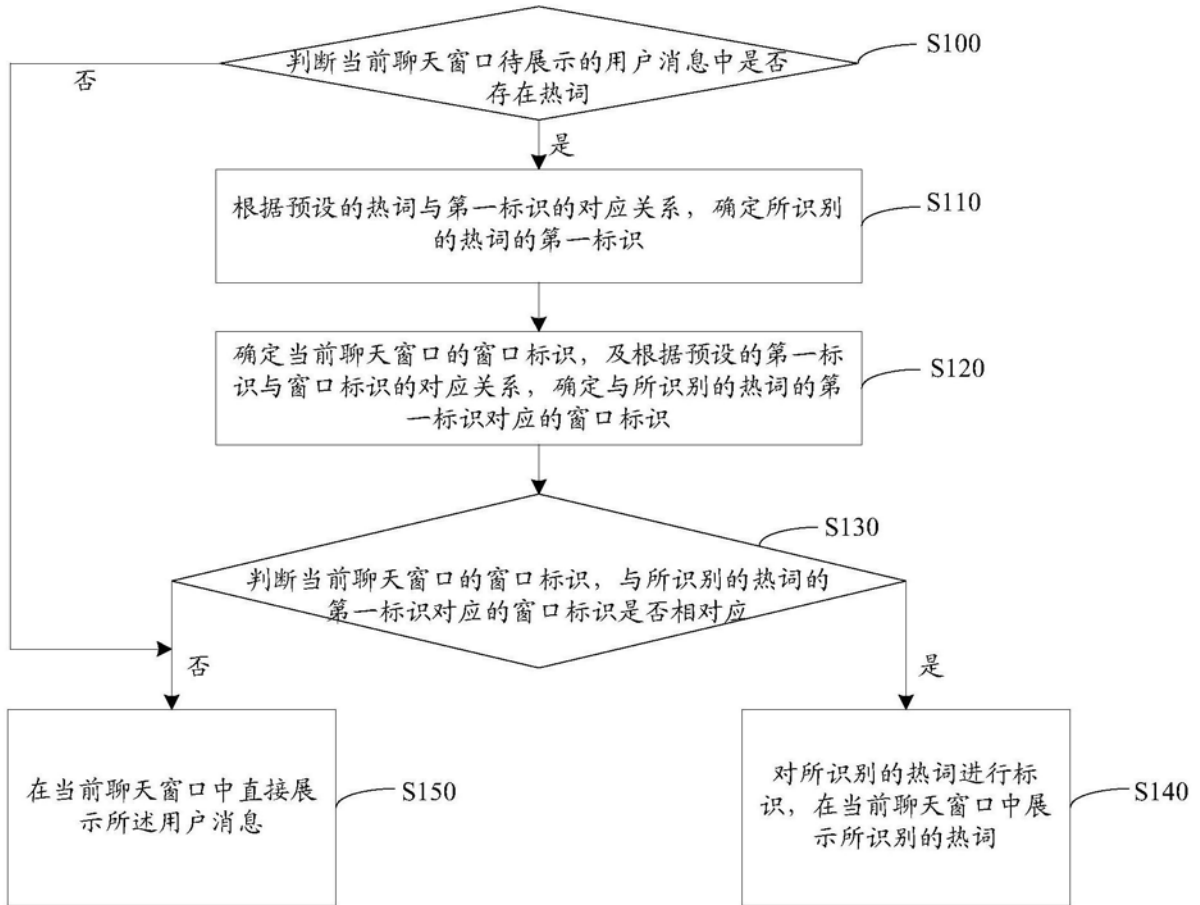 S100
判断当前聊天窗口待展示的用户消息中是否
存在热词
否
是
根据预设的热词与第一标识的对应关系，确定所识别
的热词的第一标识
S110
确定当前聊天窗口的窗口标识，及根据预设的第一标
识与窗口标识的对应关系，确定与所识别的热词的第
一标识对应的窗口标识
S120
S130
判断当前聊天窗口的窗口标识，与所识别的热词的
第一标识对应的窗口标识是否相对应
否
是
在当前聊天窗口中直接展
示所述用户消息
S150
对所识别的热词进行标
识，在当前聊天窗口中展
示所识别的热词
S140